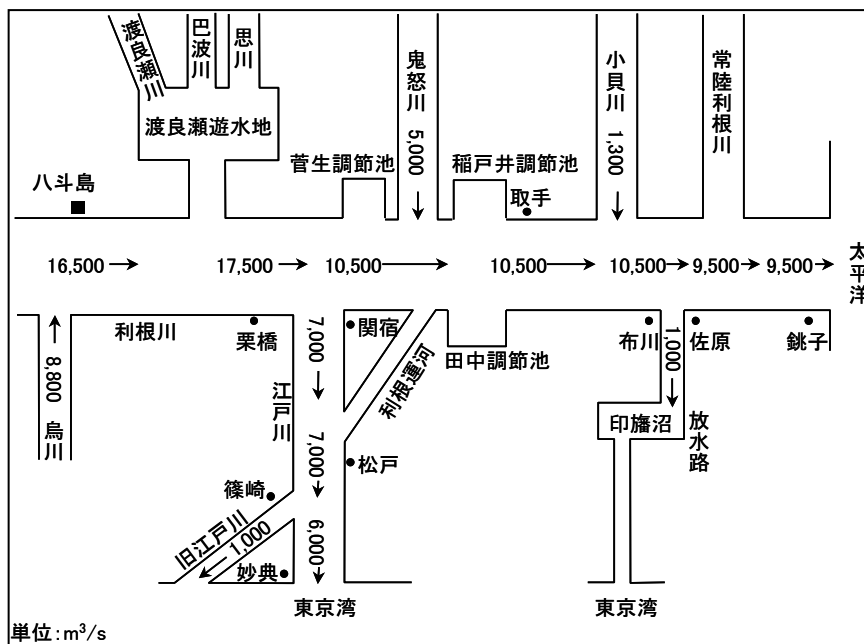 渡良瀬川
巴波川
思川
鬼怒川 5,000
小貝川 1,300
常陸利根川
渡良瀬遊水地
菅生調節池
稲戸井調節池
八斗島
取手
16,500
17,500
10,500
10,500
10,500
9,500
9,500
太平洋
利根川
栗橋
7,000
関宿
布川
1,000
佐原
銚子
8,800 烏川
江戸川
利根運河
田中調節池
印旛沼
放水路
7,000
松戸
篠崎
旧江戸川
1,000
6,000
妙典
東京湾
東京湾
単位:m³/s